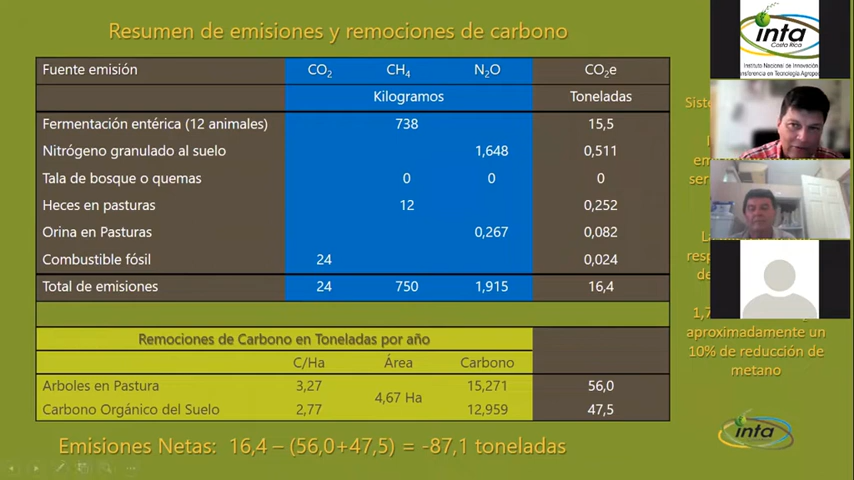 Resumen de emisiones y remociones de carbono
Fuente emisión CO2 CH4 N2O CO2e
Kilogramos Toneladas
Fermentación entérica (12 animales) 738 15,5
Nitrógeno granulado al suelo 1,648 0,511
Tala de bosque o quemas 0 0 0
Heces en pasturas 12 0,252
Orina en Pasturas 0,267 0,082
Combustible fósil 24 0,024
Total de emisiones 24 750 1,915 16,4
Remociones de Carbono en Toneladas por año
C/Ha Área Carbono
Arboles en Pastura 3,27 4,67 Ha 15,271 56,0
Carbono Orgánico del Suelo 2,77 12,959 47,5
Emisiones Netas: 16,4 – (56,0+47,5) = -87,1 toneladas
inta
Costa Rica
Instituto Nacional de Innovación
aproximadamente un
10% de reducción de
metano
inta